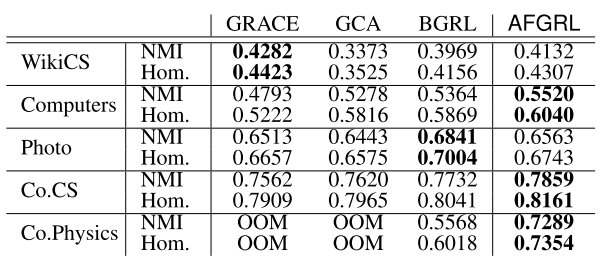 GRACE GCA BGRL AFGRL
WikiCS NMI 0.4282 0.3373 0.3969 0.4132
Hom. 0.4423 0.3525 0.4156 0.4307
Computers NMI 0.4793 0.5278 0.5364 0.5520
Hom. 0.5222 0.5816 0.5869 0.6040
Photo NMI 0.6513 0.6443 0.6841 0.6563
Hom. 0.6657 0.6575 0.7004 0.6743
Co.CS NMI 0.7562 0.7620 0.7732 0.7859
Hom. 0.7909 0.7965 0.8041 0.8161
Co.Physics NMI OOM OOM 0.5568 0.7289
Hom. OOM OOM 0.6018 0.7354